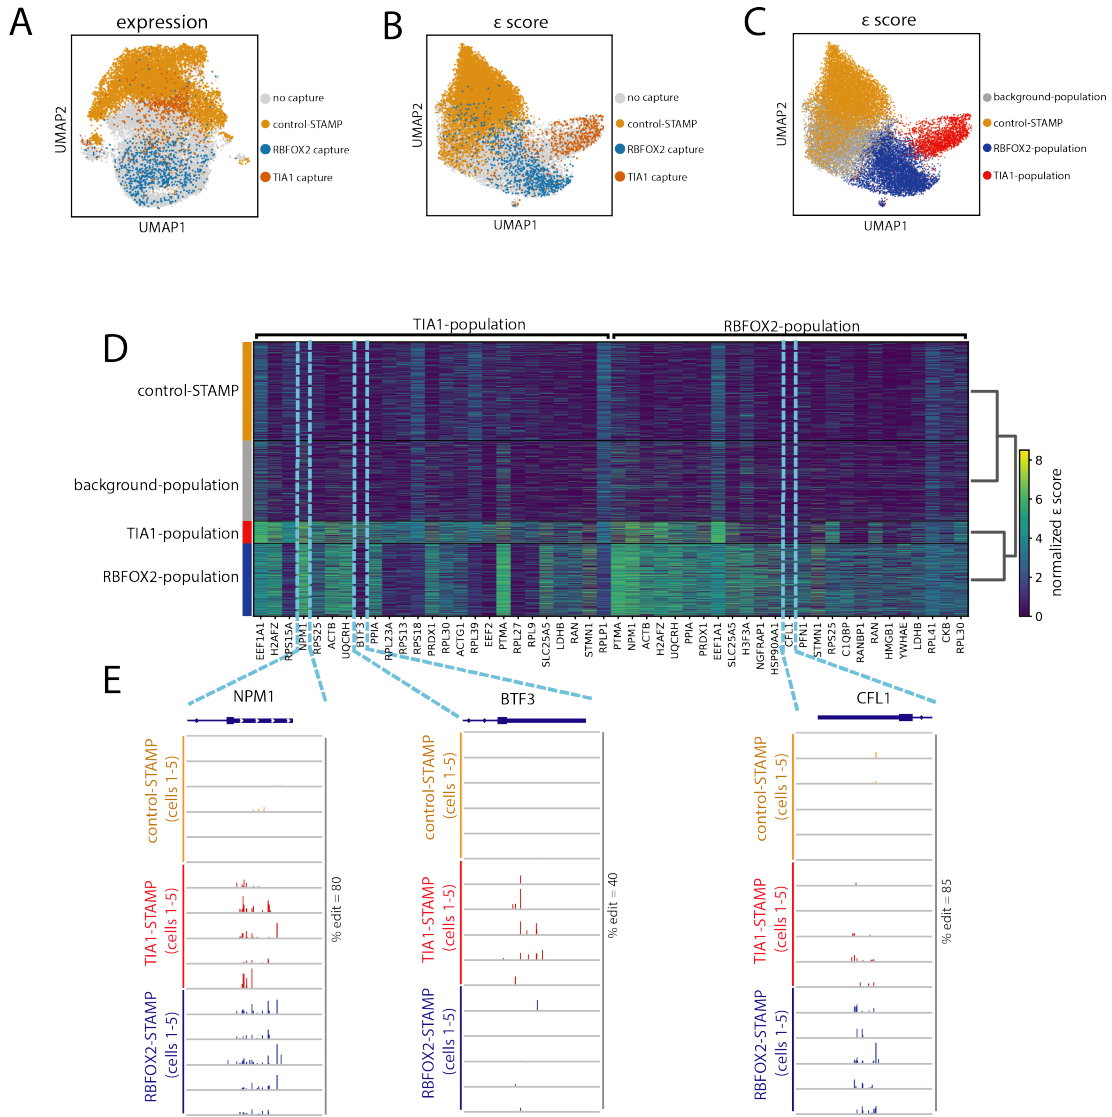 A
expression
UMAP2
UMAP1
no capture
control-STAMP
RBFOX2 capture
TIA1 capture
B
ε score
UMAP2
UMAP1
no capture
control-STAMP
RBFOX2 capture
TIA1 capture
C
ε score
UMAP2
UMAP1
background-population
control-STAMP
RBFOX2-population
TIA1-population
D
TIA1-population
RBFOX2-population
control-STAMP
background-population
TIA1-population
RBFOX2-population
8
6
4
2
0
normalized ε score
EEF1A1
H2AFZ
RPS15A
NPM1
RPS25
ACTB
UQCRH
BTF3
PPIA
RPL23A
RPS13
RPS18
PRDX1
RPL30
ACTG1
RPL39
EEF2
PTMA
RPL27
RPL9
SLC25A5
LDHB
RAN
STMN1
RPLP1
PTMA
NPM1
ACTB
H2AFZ
UQCRH
PPIA
PRDX1
EEF1A1
SLC25A5
H3F3A
NGFRAP1
HSP90AA1
CFL1
PFN1
STMN1
RPS25
C1QBP
RANBP1
RAN
HMGB1
YWHAE
LDHB
RPL41
CKB
RPL30
E
NPM1
control-STAMP
(cells 1-5)
TIA1-STAMP
(cells 1-5)
RBFOX2-STAMP
(cells 1-5)
% edit = 80
BTF3
control-STAMP
(cells 1-5)
TIA1-STAMP
(cells 1-5)
RBFOX2-STAMP
(cells 1-5)
% edit = 40
CFL1
control-STAMP
(cells 1-5)
TIA1-STAMP
(cells 1-5)
RBFOX2-STAMP
(cells 1-5)
% edit = 85